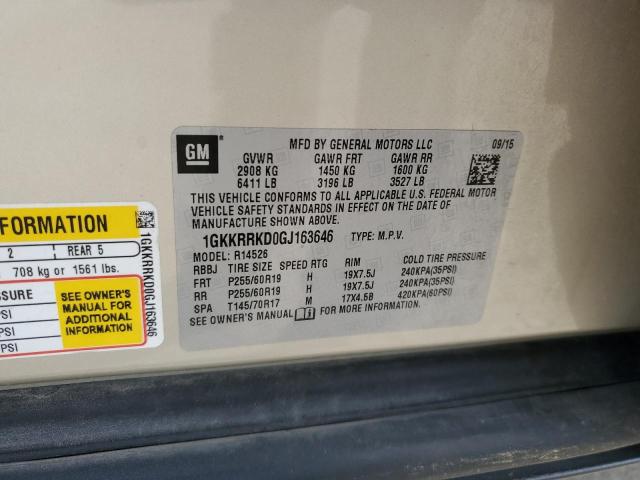 GM
MFD BY GENERAL MOTORS LLC 09/15
GVWR GAWR FRT GAWR RR
2908 KG 1450 KG 1600 KG
6411 LB 3196 LB 3527 LB
THIS VEHICLE CONFORMS TO ALL APPLICABLE U.S. FEDERAL MOTOR
VEHICLE SAFETY STANDARDS IN EFFECT ON THE DATE OF
MANUFACTURE SHOWN ABOVE.
1GKKRRKD0GJ163646 TYPE: M.P.V.
MODEL: R14526
RBBJ TIRE SIZE SPEED RTG RIM COLD TIRE PRESSURE
FRT P255/60R19 H 19X7.5J 240KPA(35PSI)
RR P255/60R19 H 19X7.5J 240KPA(35PSI)
SPA T145/70R17 M 17X4.5B 420KPA(60PSI)
SEE OWNER'S MANUAL FOR MORE INFORMATION.
FORMATION
2 REAR 5
708 kg or 1561 lbs.
SSURE
PSI
PSI
PSI
SEE OWNER'S
MANUAL FOR
ADDITIONAL
INFORMATION
1GKKRRKD0GJ163646